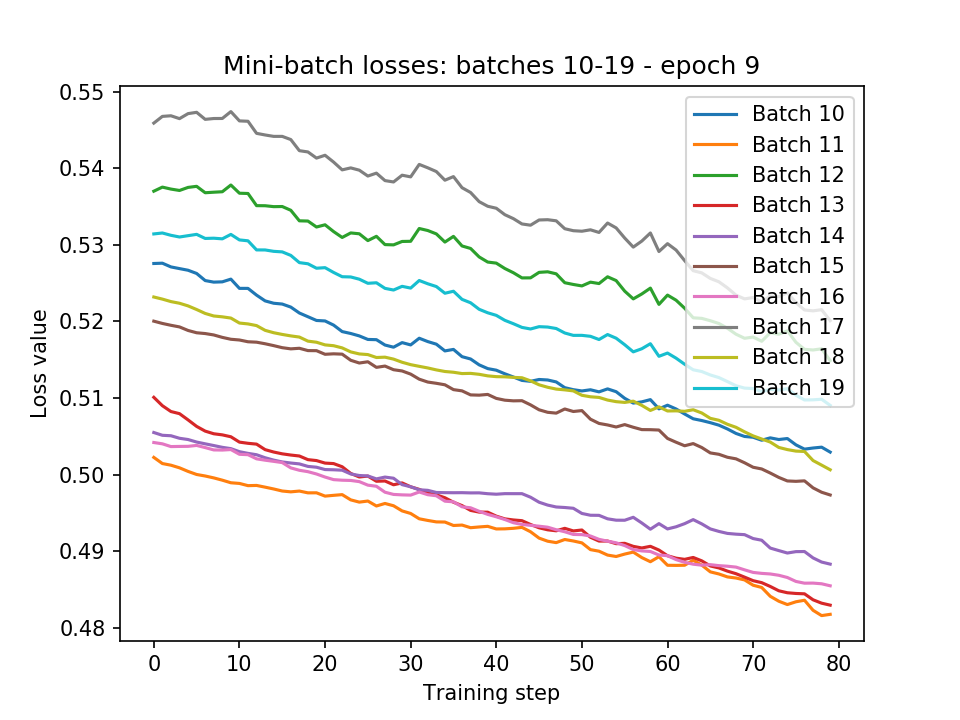 Mini-batch losses: batches 10-19 - epoch 9
0.55
0.54
0.53
0.52
0.51
0.50
0.49
0.48
Loss value
0
10
20
30
40
50
60
70
80
Training step
Batch 10
Batch 11
Batch 12
Batch 13
Batch 14
Batch 15
Batch 16
Batch 17
Batch 18
Batch 19